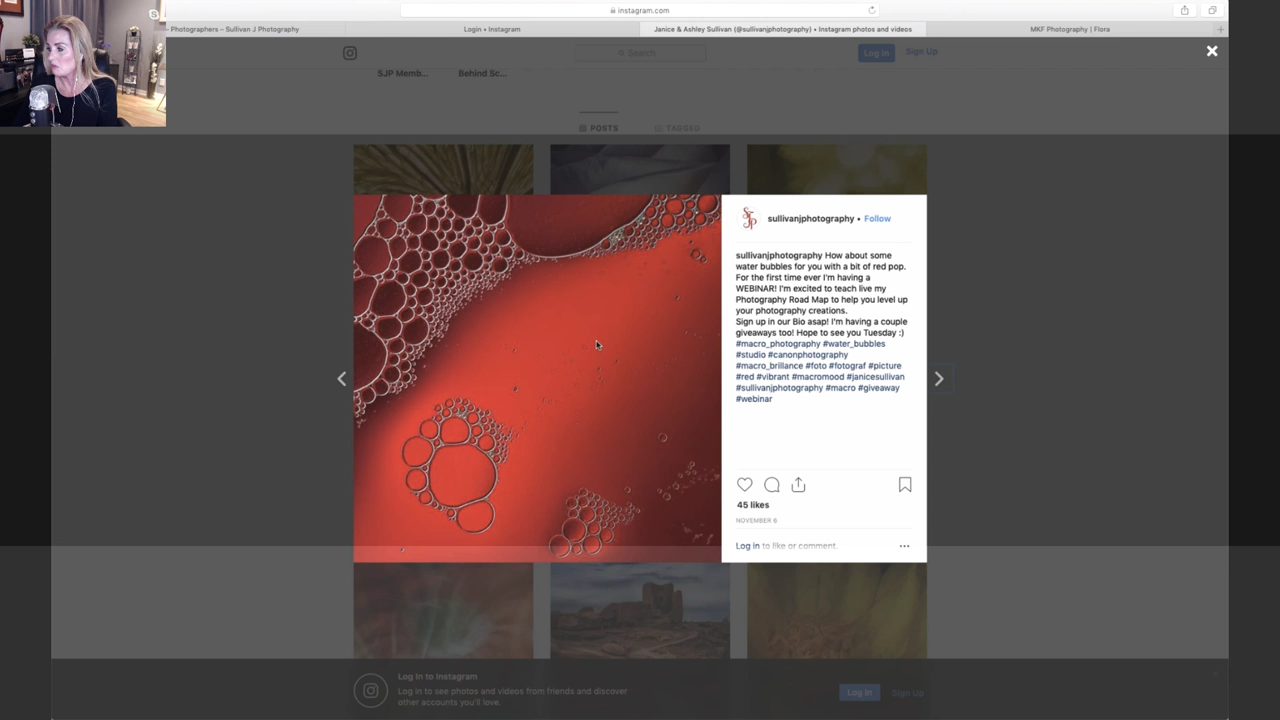 instagram.com
Photographers – Sullivan J Photography
Login • Instagram
Janice & Ashley Sullivan (@sullivanjphotography) • Instagram photos and videos
MKF Photography | Flora
Search
Log In
Sign Up
SJP Memb...
Behind Sc...
POSTS
TAGGED
SJP
sullivanjphotography • Follow
sullivanjphotography How about some
water bubbles for you with a bit of red pop.
For the first time ever I'm having a
WEBINAR! I'm excited to teach live my
Photography Road Map to help you level up
your photography creations.
Sign up in our Bio asap! I'm having a couple
giveaways too! Hope to see you Tuesday :)
#macro_photography #water_bubbles
#studio #canonphotography
#macro_brillance #foto #fotograf #picture
#red #vibrant #macromood #janicesullivan
#sullivanjphotography #macro #giveaway
#webinar
45 likes
NOVEMBER 6
Log in to like or comment.
Log In to Instagram
Log in to see photos and videos from friends and discover
other accounts you'll love.
Log In
Sign Up